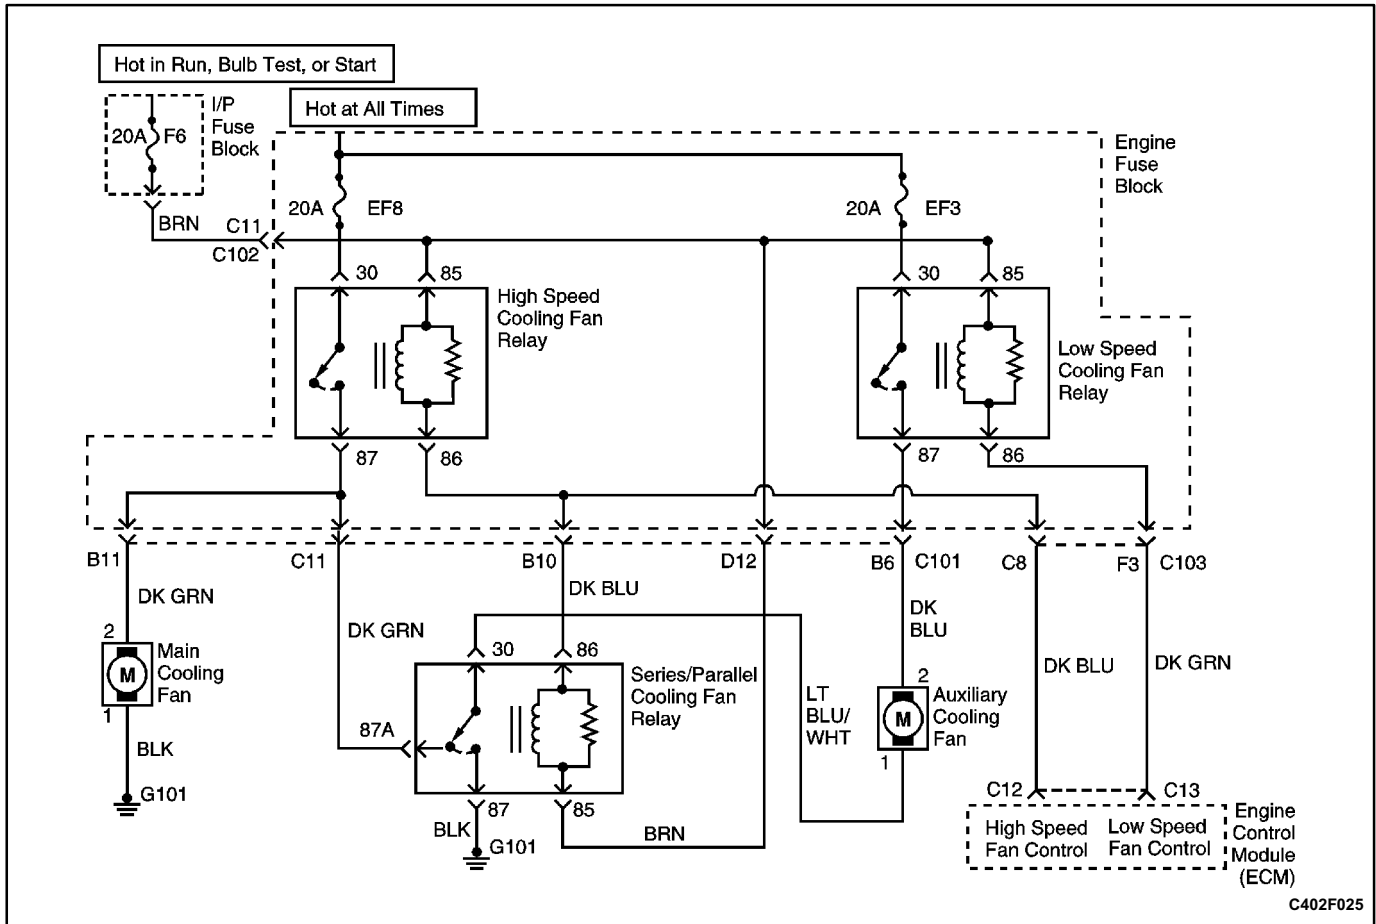 Hot in Run, Bulb Test, or Start
Hot at All Times
I/P
Fuse
Block
20A F6
Engine
Fuse
Block
20A EF8
20A EF3
BRN
C11
C102
30 85
30 85
High Speed
Cooling Fan
Relay
Low Speed
Cooling Fan
Relay
87 86
87 86
B11 C11 B10 D12 B6 C101 C8 F3 C103
DK GRN
DK BLU
DK
BLU
DK GRN
2
M
1
Main
Cooling
Fan
30 86
Series/Parallel
Cooling Fan
Relay
DK BLU
DK GRN
LT
BLU/
WHT
2
M
1
Auxiliary
Cooling
Fan
87A
BLK
G101
87 85
BLK
G101
BRN
C12 C13
High Speed
Fan Control
Low Speed
Fan Control
Engine
Control
Module
(ECM)
C402F025